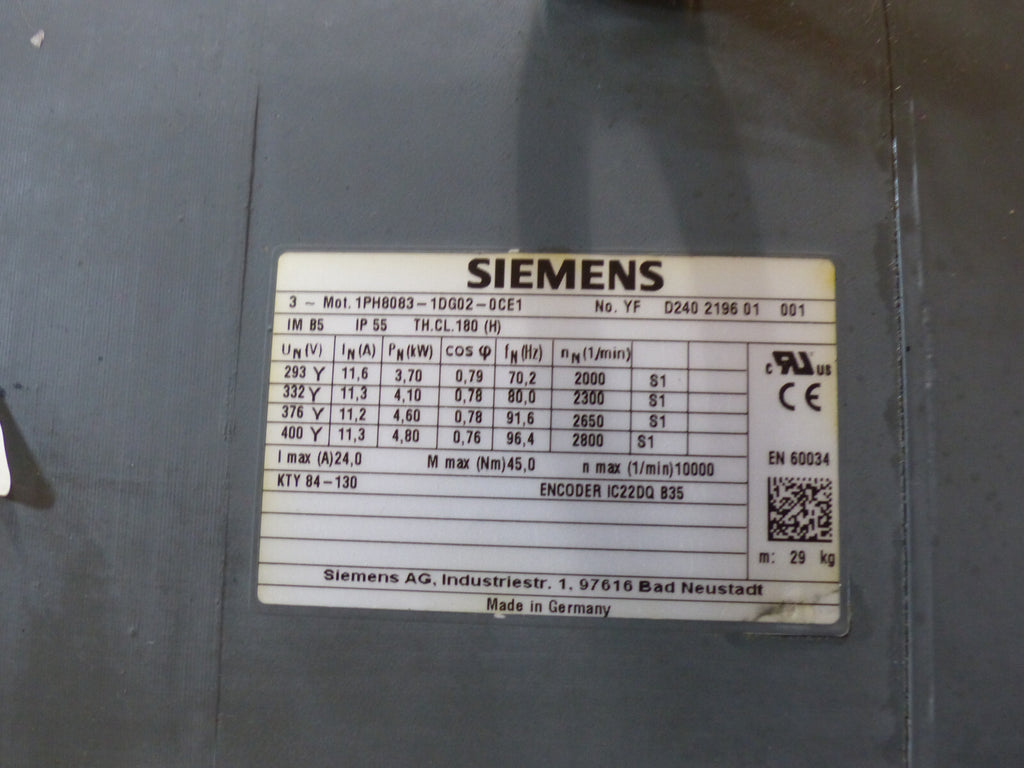 SIEMENS
3 ~ Mot. 1PH8083-1DG02-0CE1 No. YF D240 2196 01 001
IM B5 IP 55 TH.CL.180 (H)
UN (V) IN (A) PN (kW) cos φ fN (Hz) nN (1/min)
293 Y 11,6 3,70 0,79 70,2 2000 S1
332 Y 11,3 4,10 0,78 80,0 2300 S1
376 Y 11,2 4,60 0,78 91,6 2650 S1
400 Y 11,3 4,80 0,76 96,4 2800 S1
c RU us
CE
EN 60034
I max (A)24,0 M max (Nm)45,0 n max (1/min)10000
KTY 84-130 ENCODER IC22DQ B35
m: 29 kg
Siemens AG, Industriestr. 1, 97616 Bad Neustadt
Made in Germany